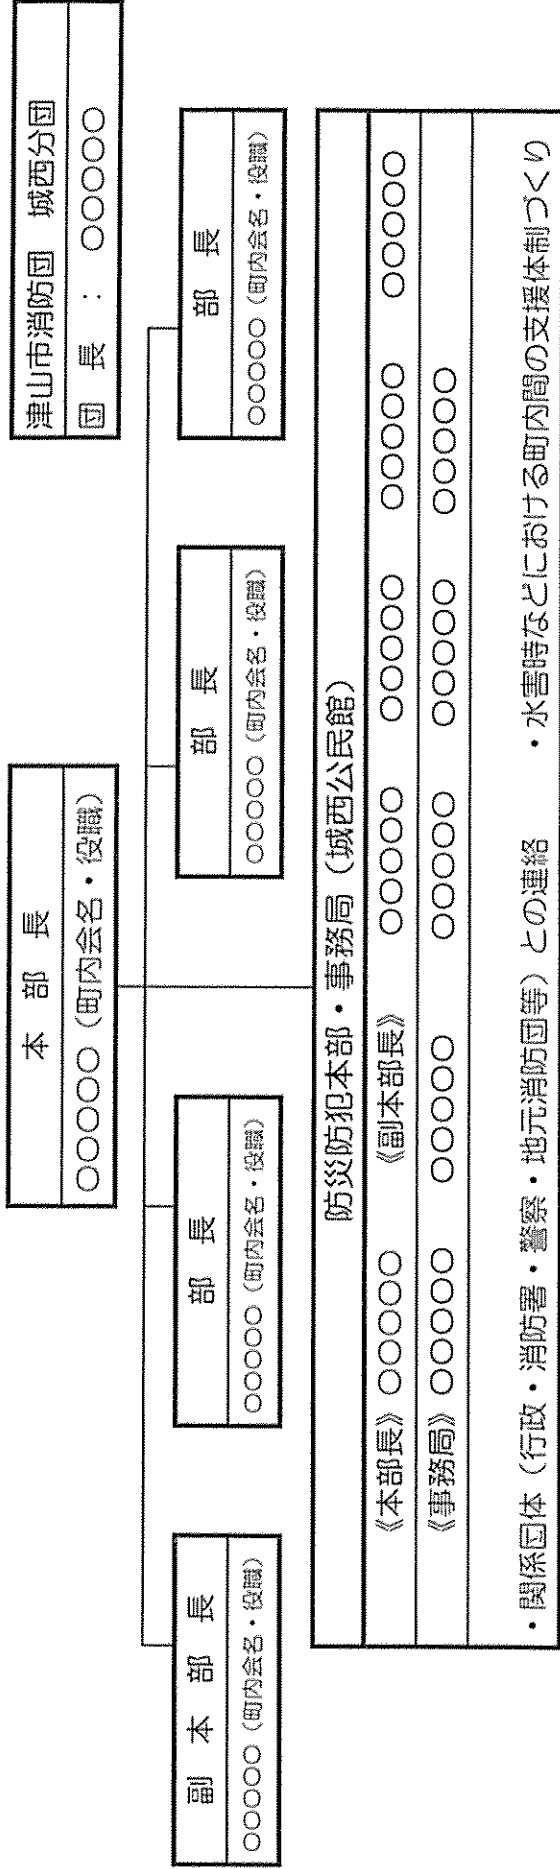 本 部 長
○○○○○（町内会名・役職）
津山市消防団　城西分団
団 長 ：　○○○○○
副 本 部 長
○○○○○（町内会名・役職）
部 長
○○○○○（町内会名・役職）
部 長
○○○○○（町内会名・役職）
部 長
○○○○○（町内会名・役職）
防災防犯本部・事務局（城西公民館）
《本部長》○○○○○　《副本部長》　○○○○○　○○○○○　○○○○○　○○○○○
《事務局》○○○○○　○○○○○　○○○○○　○○○○○　○○○○○
・関係団体（行政・消防署・警察・地元消防団等）との連絡　・水害時などにおける町内間の支援体制づくり